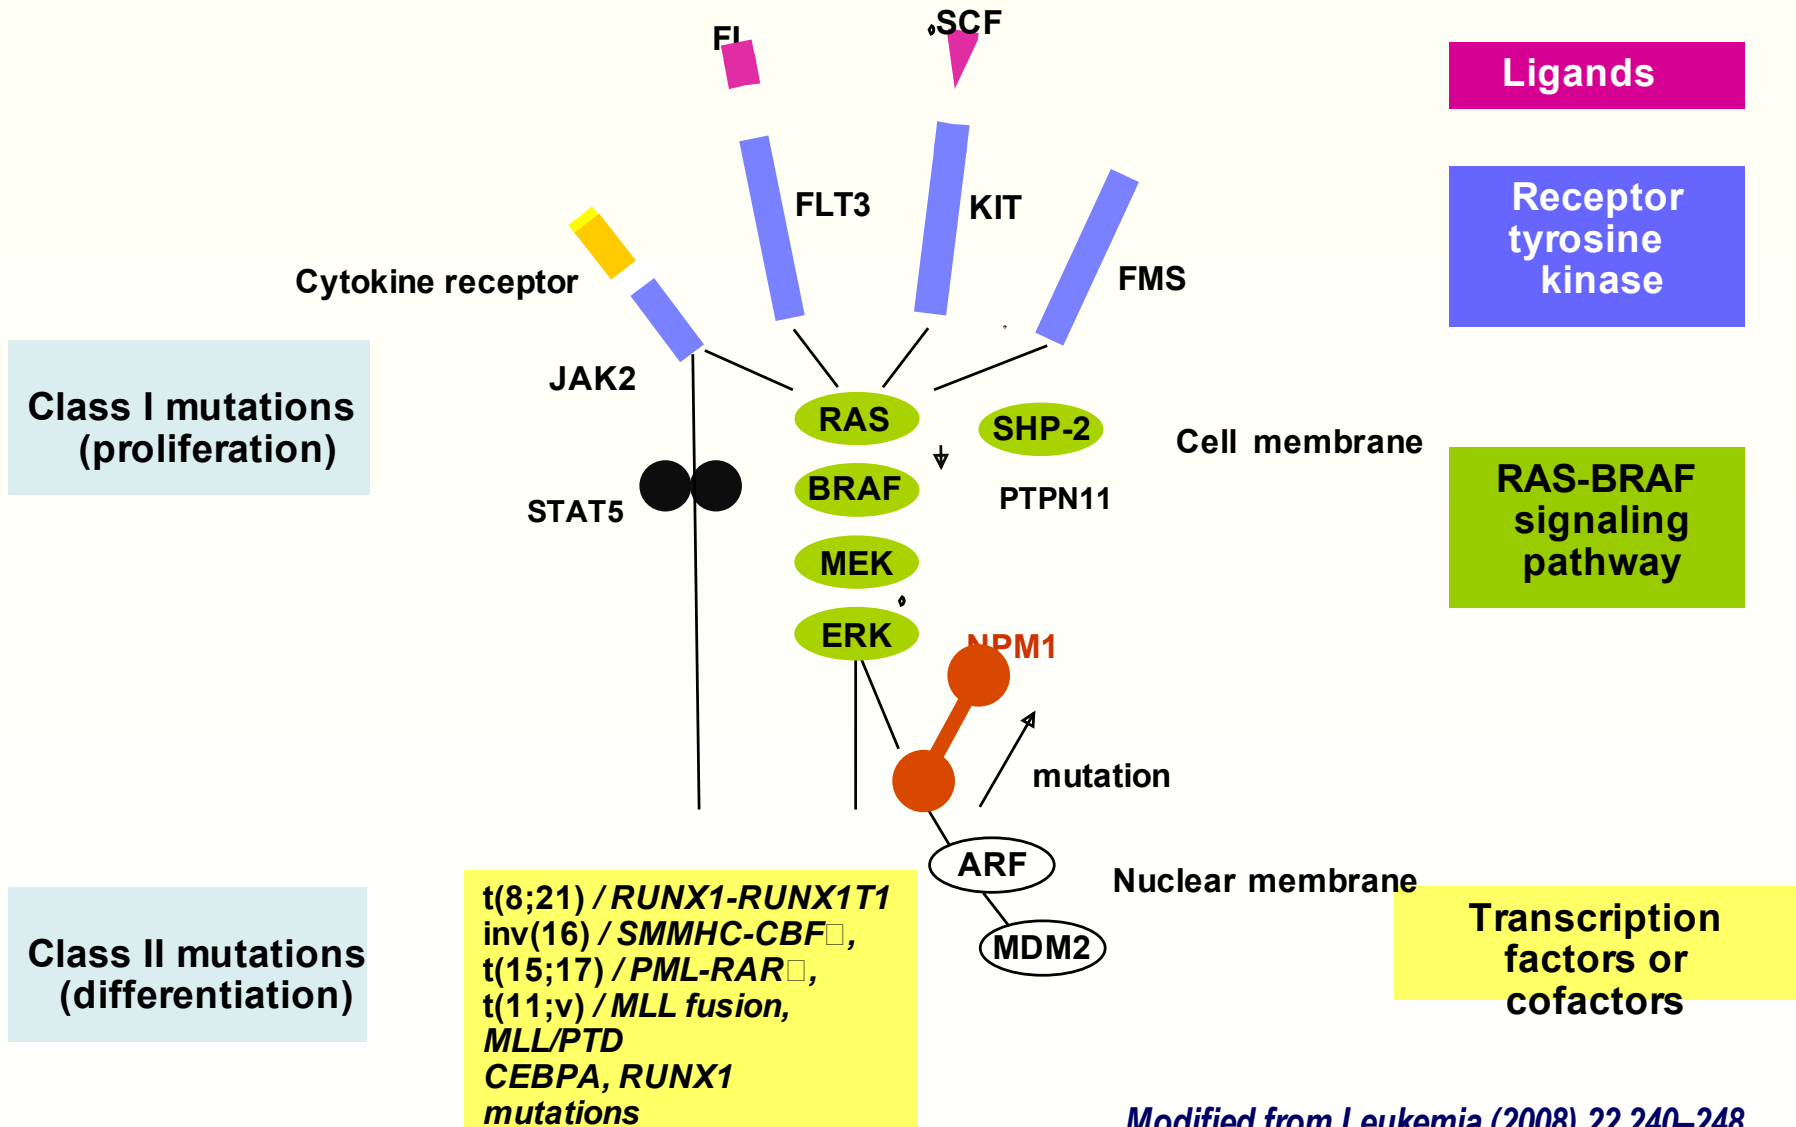 FL
SCF
Ligands
FLT3
KIT
Receptor
tyrosine
kinase
Cytokine receptor
FMS
JAK2
Class I mutations
(proliferation)
RAS
SHP-2
Cell membrane
BRAF
PTPN11
STAT5
RAS-BRAF
signaling
pathway
MEK
ERK
NPM1
mutation
ARF
Nuclear membrane
MDM2
Class II mutations
(differentiation)
t(8;21) / RUNX1-RUNX1T1
inv(16) / SMMHC-CBF□,
t(15;17) / PML-RAR□,
t(11;v) / MLL fusion,
MLL/PTD
CEBPA, RUNX1
mutations
Transcription
factors or
cofactors
Modified from Leukemia (2008) 22 240–248